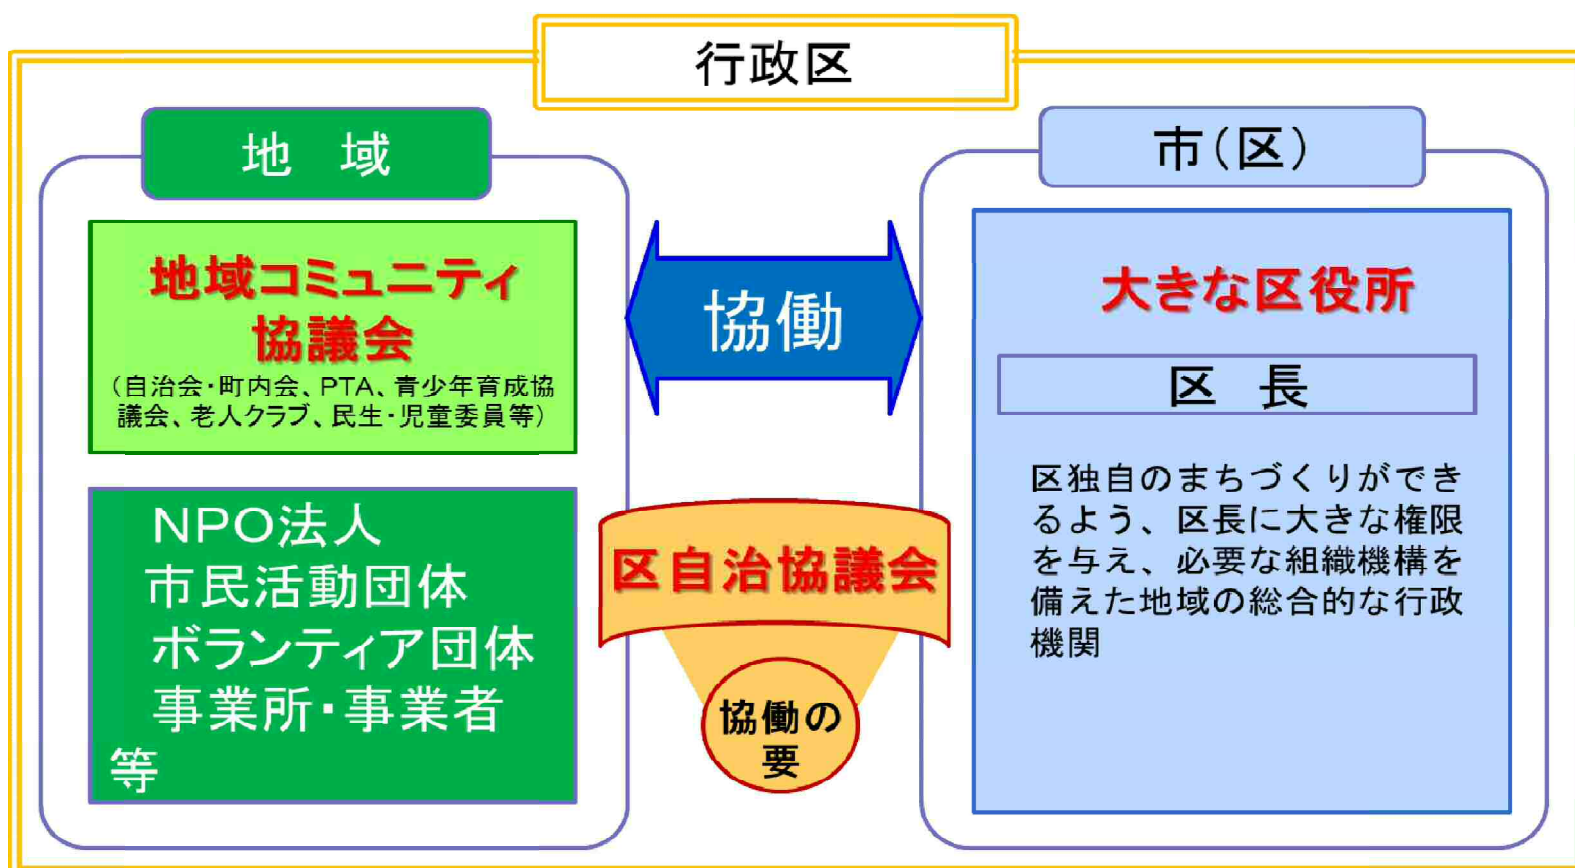 行政区
地　域
地域コミュニティ
協議会
（自治会・町内会、PTA、青少年育成協
議会、老人クラブ、民生・児童委員等）
NPO法人
市民活動団体
ボランティア団体
事業所・事業者
等
協働
区自治協議会
協働の
要
市（区）
大きな区役所
区　長
区独自のまちづくりができ
るよう、区長に大きな権限
を与え、必要な組織機構を
備えた地域の総合的な行政
機関